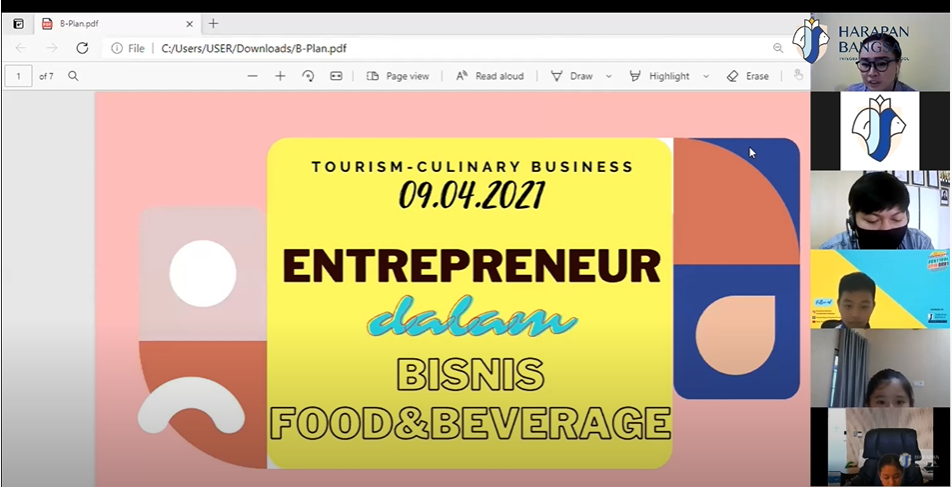 B-Plan.pdf
File
C:/Users/USER/Downloads/B-Plan.pdf
1 of 7
Page view
Read aloud
Draw
Highlight
Erase
HARAPAN
BANGSA
TOURISM-CULINARY BUSINESS
09.04.2021
ENTREPRENEUR
dalam
BISNIS
FOOD&BEVERAGE